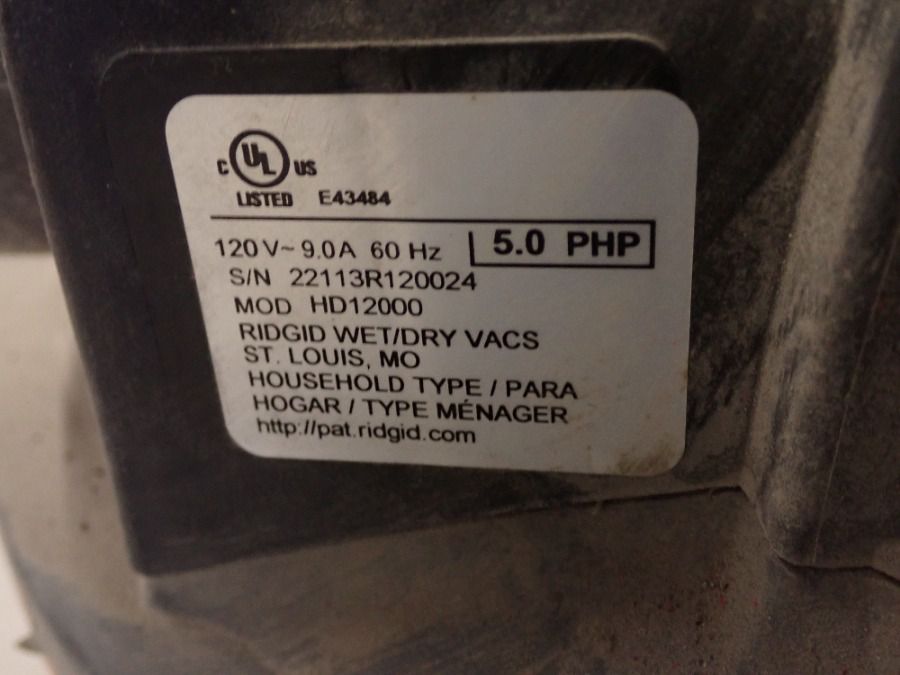 C UL US
LISTED E43484
120V~ 9.0A 60 Hz 5.0 PHP
S/N 22113R120024
MOD HD12000
RIDGID WET/DRY VACS
ST. LOUIS, MO
HOUSEHOLD TYPE / PARA
HOGAR / TYPE MÉNAGER
http://pat.ridgid.com